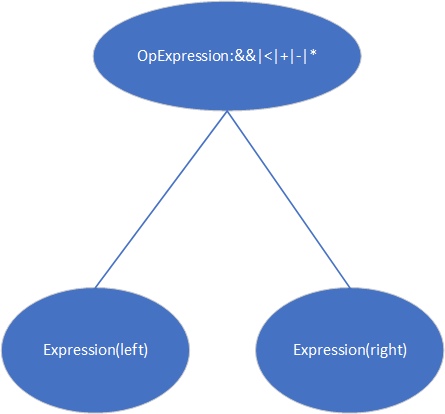 OpExpression:&&|<|+|-|*
Expression(left)
Expression(right)